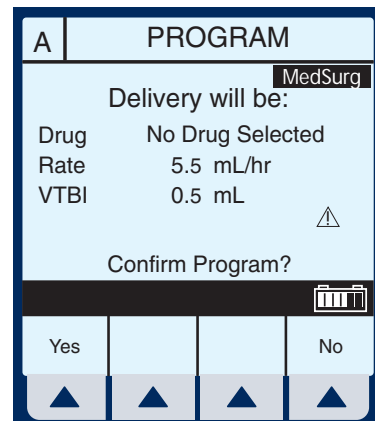 A PROGRAM
MedSurg
Delivery will be:
Drug No Drug Selected
Rate 5.5 mL/hr
VTBI 0.5 mL
Confirm Program?
Yes No